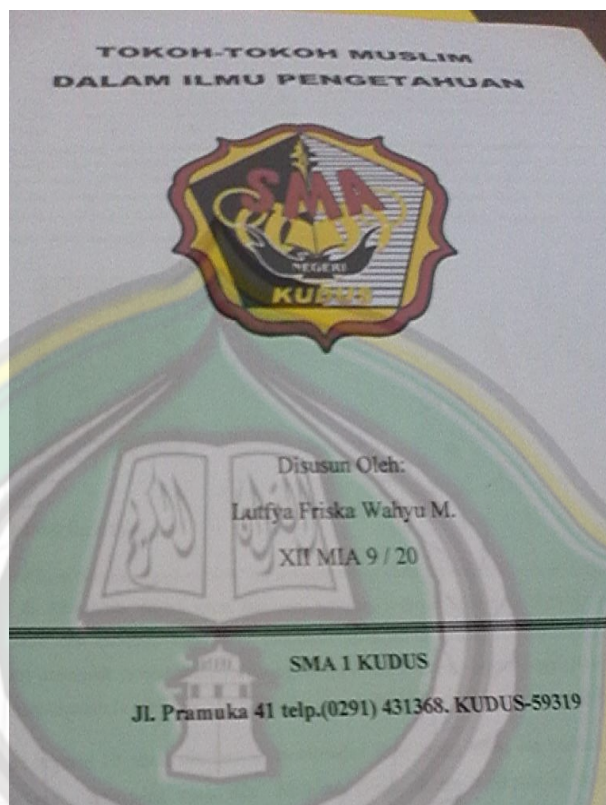 TOKOH-TOKOH MUSLIM
DALAM ILMU PENGETAHUAN
SMA
NEGERI
KUDUS
Disusun Oleh:
Lutfya Friska Wahyu M.
XII MIA 9 / 20
SMA 1 KUDUS
Jl. Pramuka 41 telp.(0291) 431368. KUDUS-59319